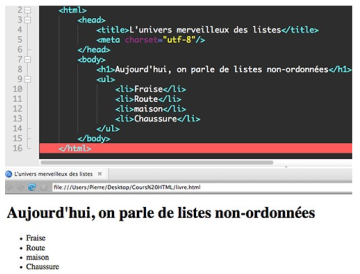 2 <html>
3 <head>
4 <title>L'univers merveilleux des listes</title>
5 <meta charset="utf-8"/>
6 </head>
7 <body>
8 <h1>Aujourd'hui, on parle de listes non-ordonnées</h1>
9 <ul>
10 <li>Fraise</li>
11 <li>Route</li>
12 <li>maison</li>
13 <li>Chaussure</li>
14 </ul>
15 </body>
16 </html>
L'univers merveilleux des listes
file:///Users/Pierre/Desktop/Cours%20HTML/livre.html
Aujourd'hui, on parle de listes non-ordonnées
• Fraise
• Route
• maison
• Chaussure